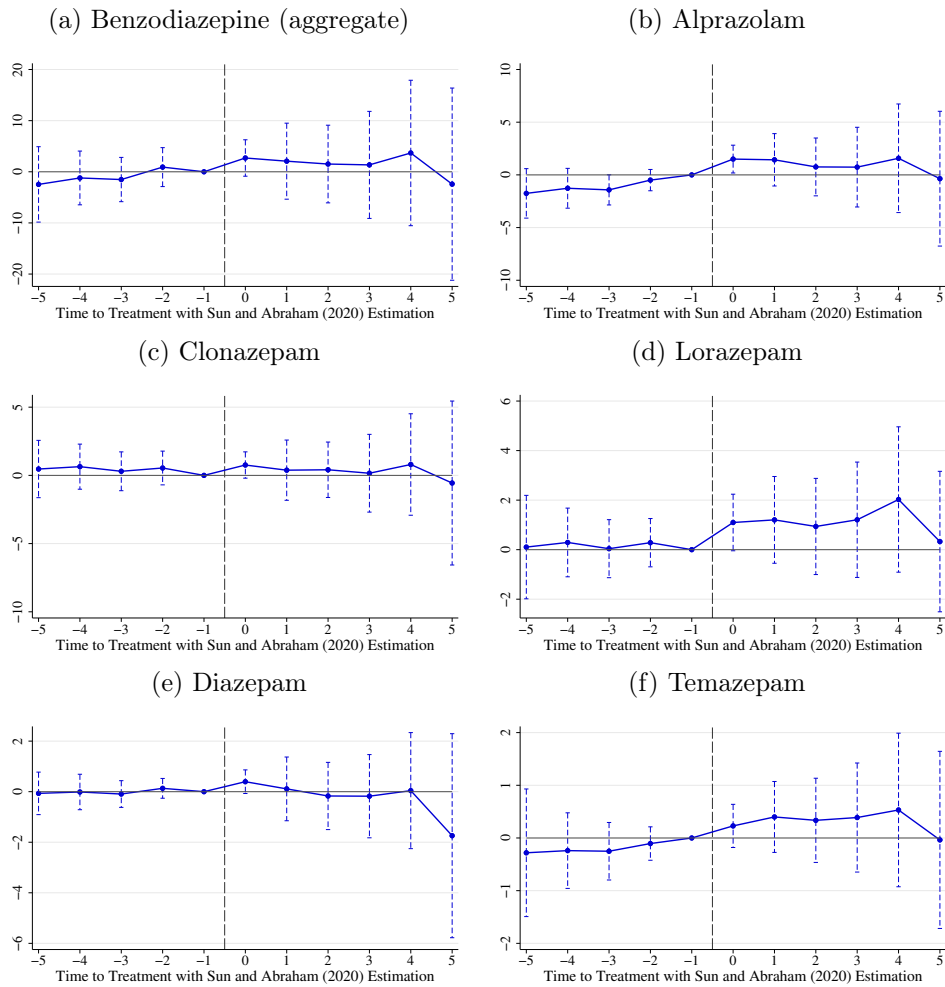 (a) Benzodiazepine (aggregate)
20
10
0
−10
−20
−5 −4 −3 −2 −1 0 1 2 3 4 5
Time to Treatment with Sun and Abraham (2020) Estimation
(b) Alprazolam
10
5
0
−5
−10
−5 −4 −3 −2 −1 0 1 2 3 4 5
Time to Treatment with Sun and Abraham (2020) Estimation
(c) Clonazepam
5
0
−5
−10
−5 −4 −3 −2 −1 0 1 2 3 4 5
Time to Treatment with Sun and Abraham (2020) Estimation
(d) Lorazepam
6
4
2
0
−2
−5 −4 −3 −2 −1 0 1 2 3 4 5
Time to Treatment with Sun and Abraham (2020) Estimation
(e) Diazepam
2
0
−2
−4
−6
−5 −4 −3 −2 −1 0 1 2 3 4 5
Time to Treatment with Sun and Abraham (2020) Estimation
(f) Temazepam
2
1
0
−1
−2
−5 −4 −3 −2 −1 0 1 2 3 4 5
Time to Treatment with Sun and Abraham (2020) Estimation